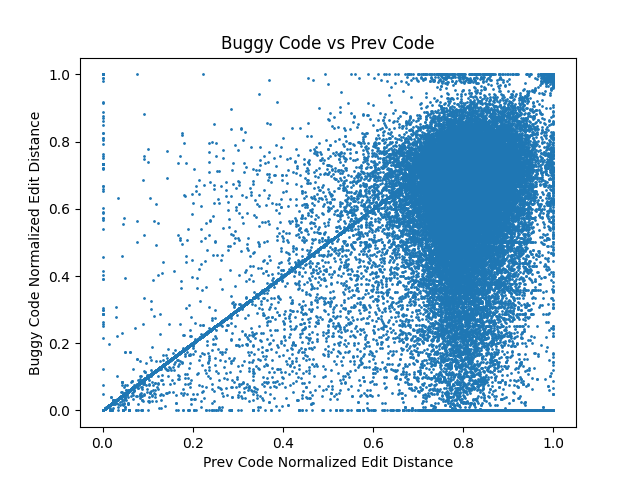 Buggy Code vs Prev Code
Buggy Code Normalized Edit Distance
1.0
0.8
0.6
0.4
0.2
0.0
0.0 0.2 0.4 0.6 0.8 1.0
Prev Code Normalized Edit Distance